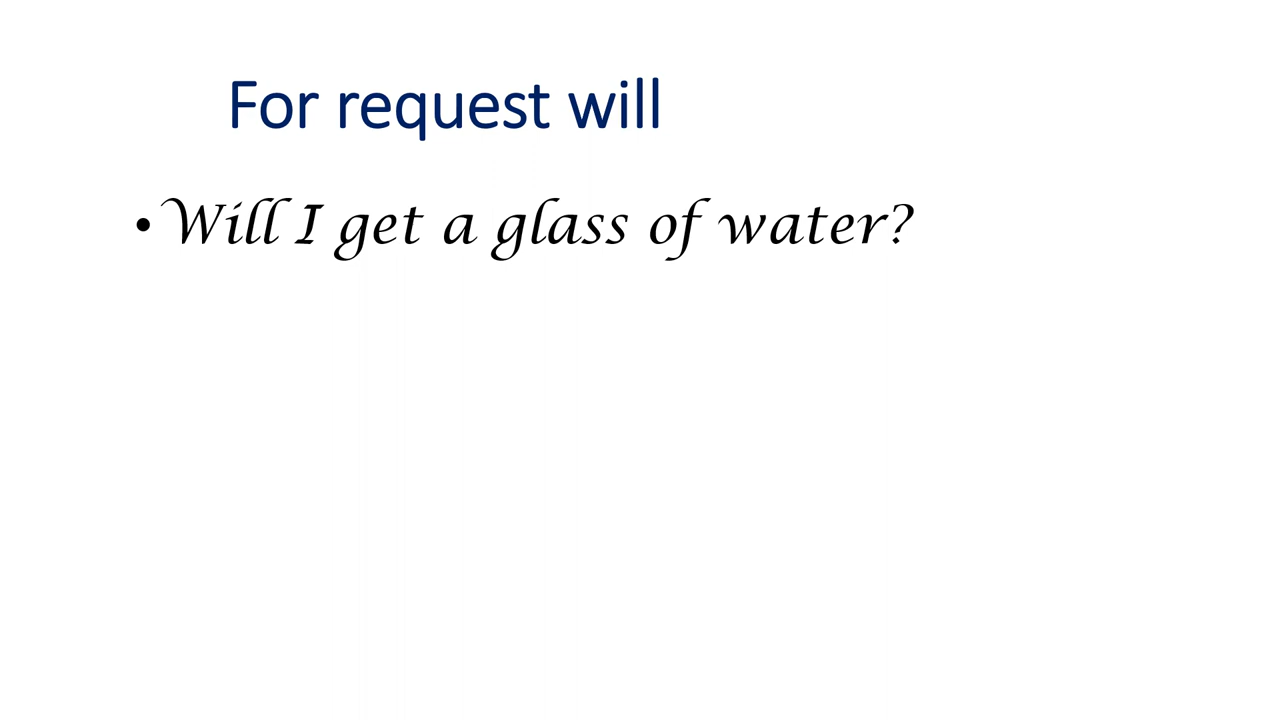 For request will
• Will I get a glass of water?